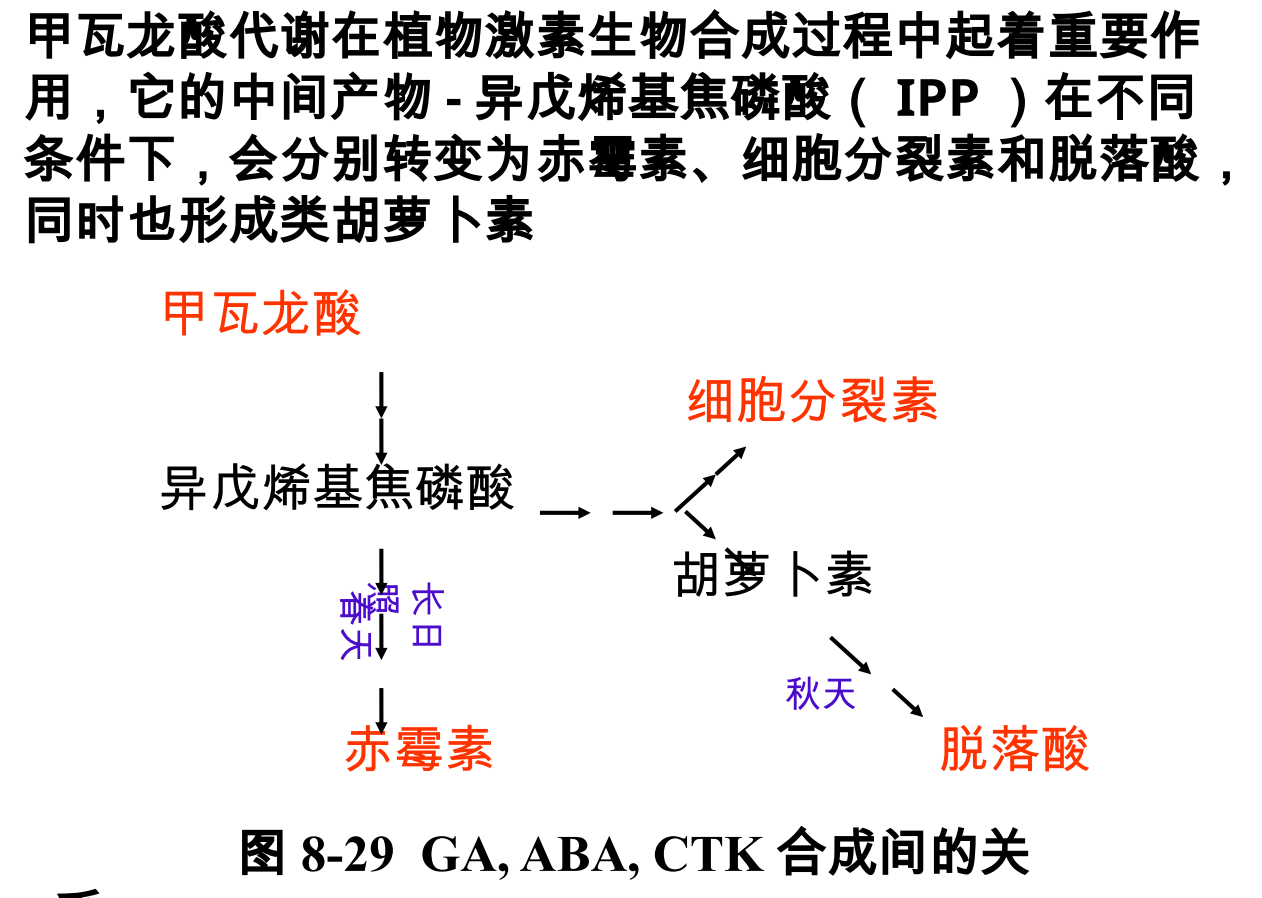 甲瓦龙酸代谢在植物激素生物合成过程中起着重要作
用，它的中间产物-异戊烯基焦磷酸（ IPP ）在不同
条件下，会分别转变为赤霉素、细胞分裂素和脱落酸，
同时也形成类胡萝卜素
甲瓦龙酸
细胞分裂素
异戊烯基焦磷酸
胡萝卜素
长日
照
春天
秋天
赤霉素
脱落酸
图 8-29 GA, ABA, CTK 合成间的关